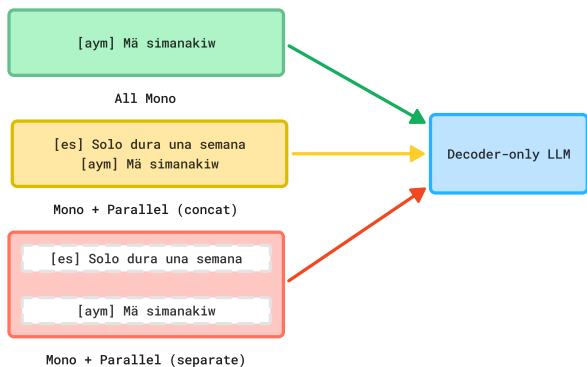 [aym] Mä simanakiw
All Mono
[es] Solo dura una semana
[aym] Mä simanakiw
Mono + Parallel (concat)
[es] Solo dura una semana
[aym] Mä simanakiw
Mono + Parallel (separate)
Decoder-only LLM